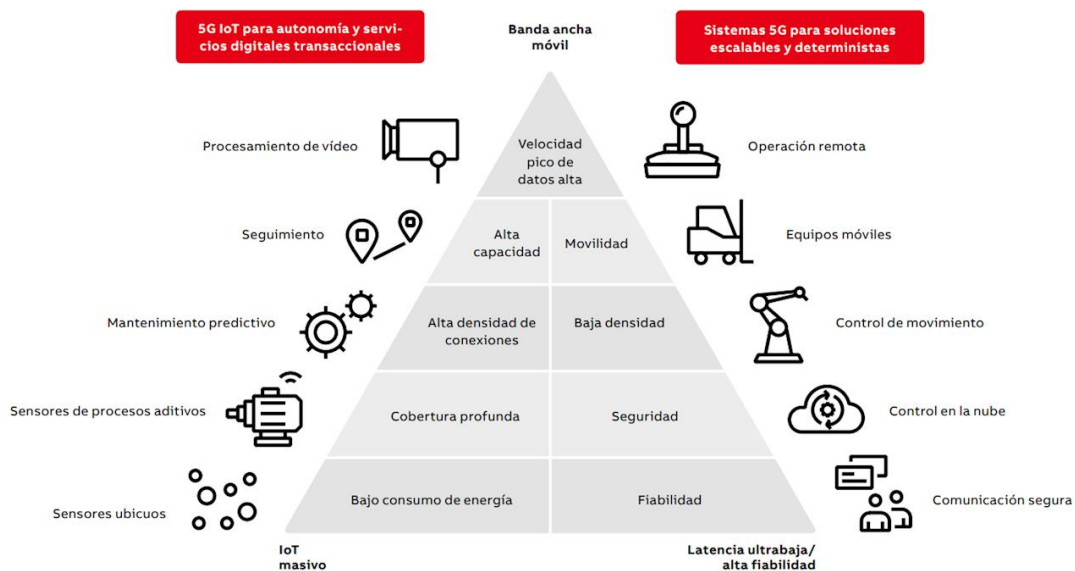 5G IoT para autonomía y servi-
cios digitales transaccionales
Banda ancha
móvil
Sistemas 5G para soluciones
escalables y deterministas
Procesamiento de vídeo
Velocidad
pico de
datos alta
Operación remota
Seguimiento
Alta
capacidad
Movilidad
Equipos móviles
Mantenimiento predictivo
Alta densidad de
conexiones
Baja densidad
Control de movimiento
Sensores de procesos aditivos
Cobertura profunda
Seguridad
Control en la nube
Sensores ubicuos
Bajo consumo de energía
Fiabilidad
Comunicación segura
IoT
masivo
Latencia ultrabaja/
alta fiabilidad